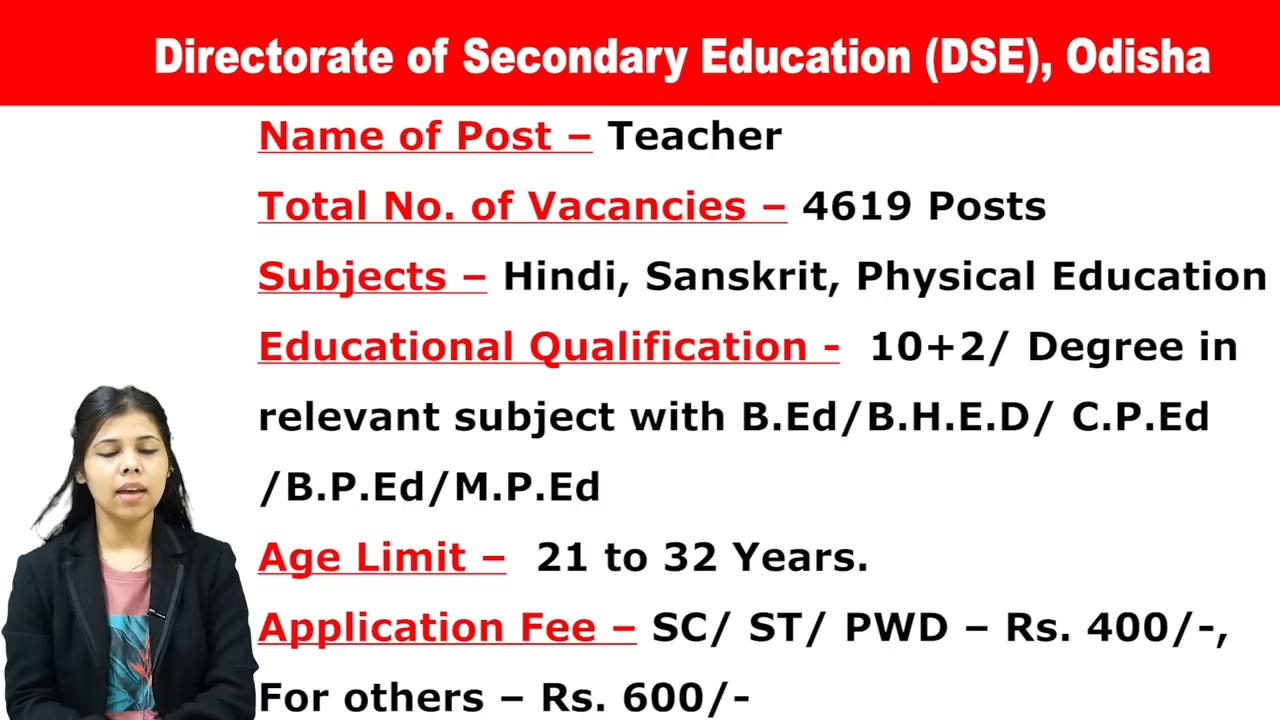 Directorate of Secondary Education (DSE), Odisha
Name of Post – Teacher
Total No. of Vacancies – 4619 Posts
Subjects – Hindi, Sanskrit, Physical Education
Educational Qualification - 10+2/ Degree in
relevant subject with B.Ed/B.H.E.D/ C.P.Ed
/B.P.Ed/M.P.Ed
Age Limit – 21 to 32 Years.
Application Fee – SC/ ST/ PWD – Rs. 400/-,
For others – Rs. 600/-